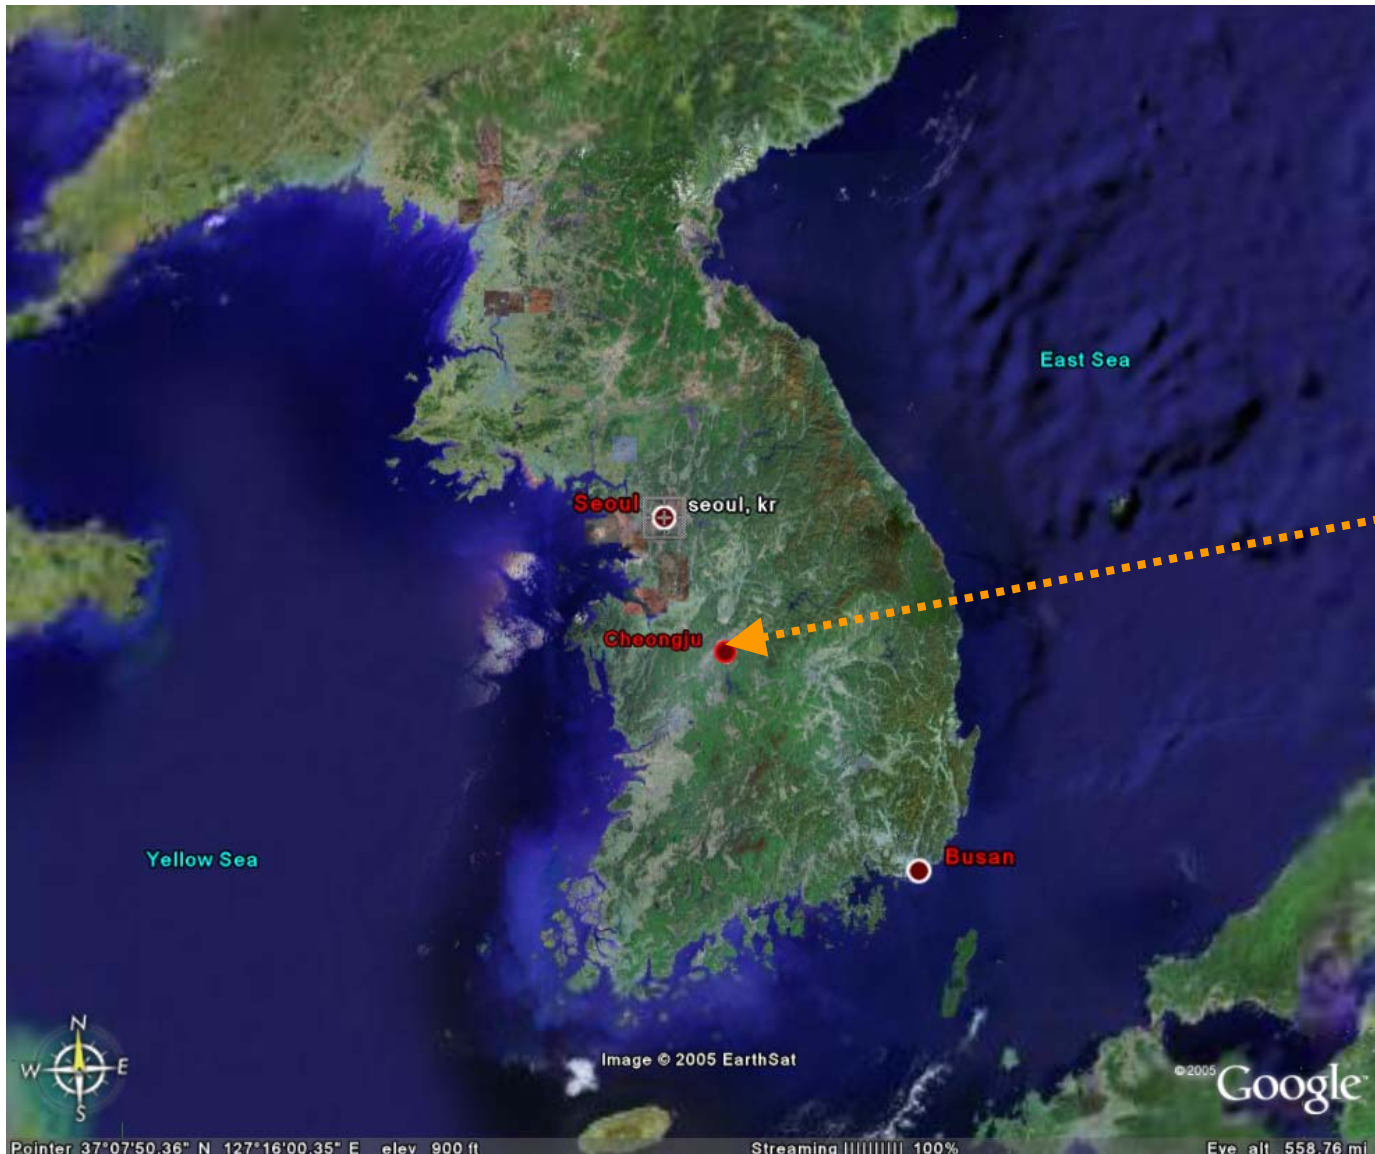 East Sea
Seoul
seoul, kr
Cheongju
Yellow Sea
Busan
N
W E
S
Image © 2005 EarthSat
©2005 Google™
Pointer 37°07'50.36" N 127°16'00.35" E elev 900 ft Streaming |||||||||| 100% Eye alt 558.76 mi